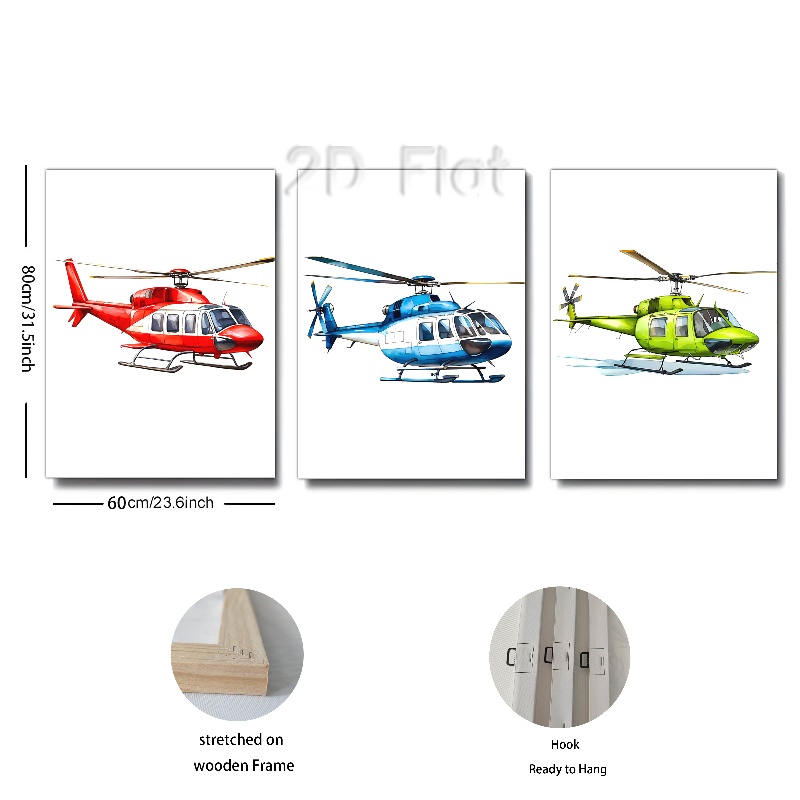 2D Flat
80cm/31.5inch
60cm/23.6inch
stretched on
wooden Frame
Hook
Ready to Hang